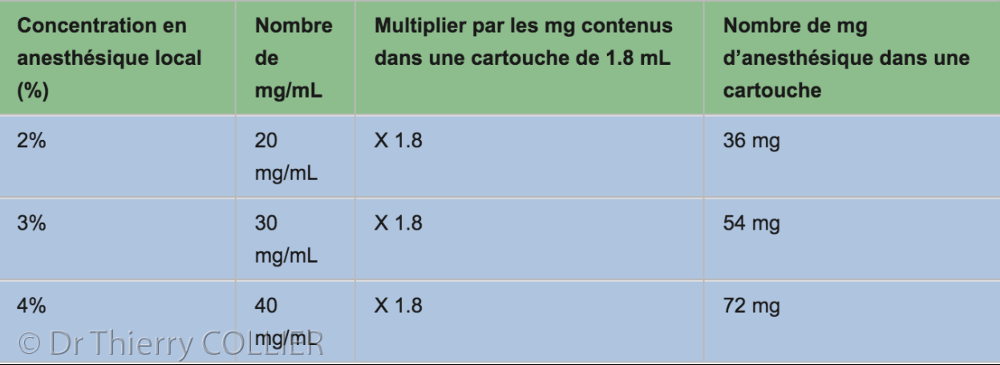 Concentration en
anesthésique local
(%)
Nombre
de
mg/mL
Multiplier par les mg contenus
dans une cartouche de 1.8 mL
Nombre de mg
d’anesthésique dans une
cartouche
2%
20
mg/mL
X 1.8
36 mg
3%
30
mg/mL
X 1.8
54 mg
4%
40
mg/mL
X 1.8
72 mg
© Dr Thierry COLLIER